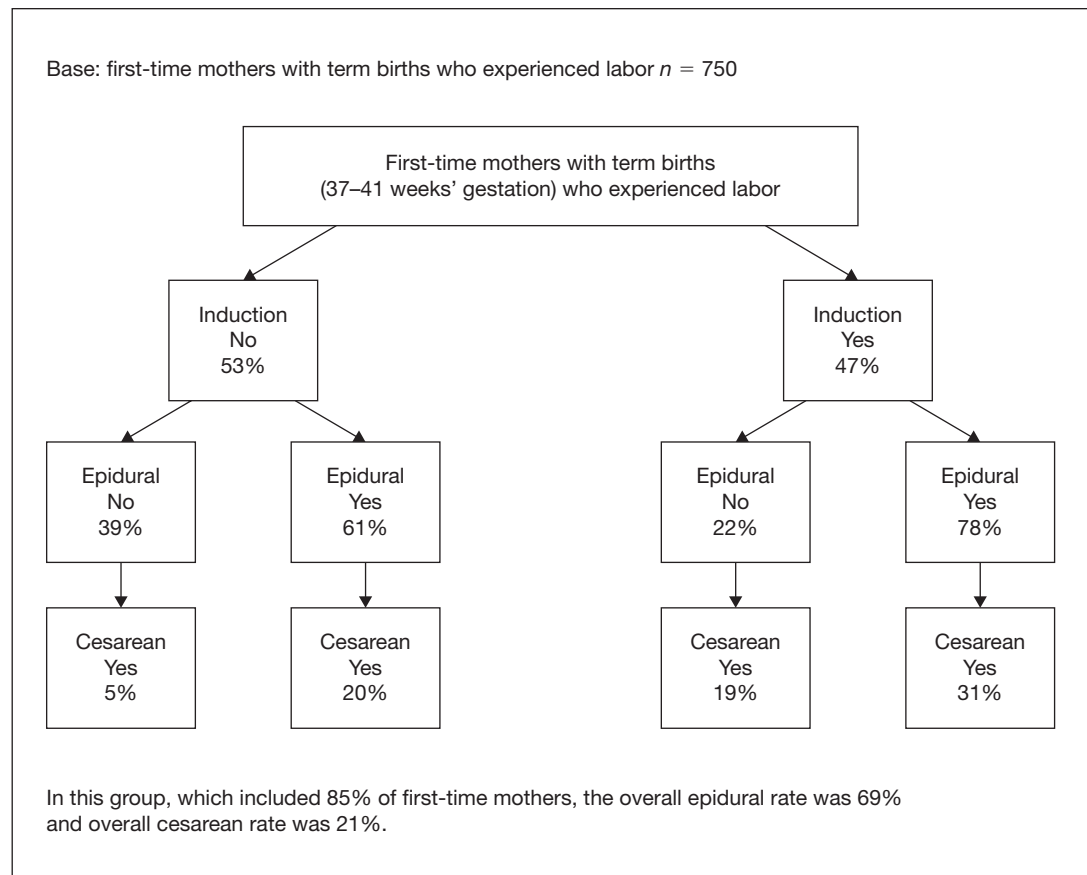 Base: first-time mothers with term births who experienced labor n = 750
First-time mothers with term births
(37–41 weeks’ gestation) who experienced labor
Induction
No
53%
Induction
Yes
47%
Epidural
No
39%
Epidural
Yes
61%
Epidural
No
22%
Epidural
Yes
78%
Cesarean
Yes
5%
Cesarean
Yes
20%
Cesarean
Yes
19%
Cesarean
Yes
31%
In this group, which included 85% of first-time mothers, the overall epidural rate was 69%
and overall cesarean rate was 21%.